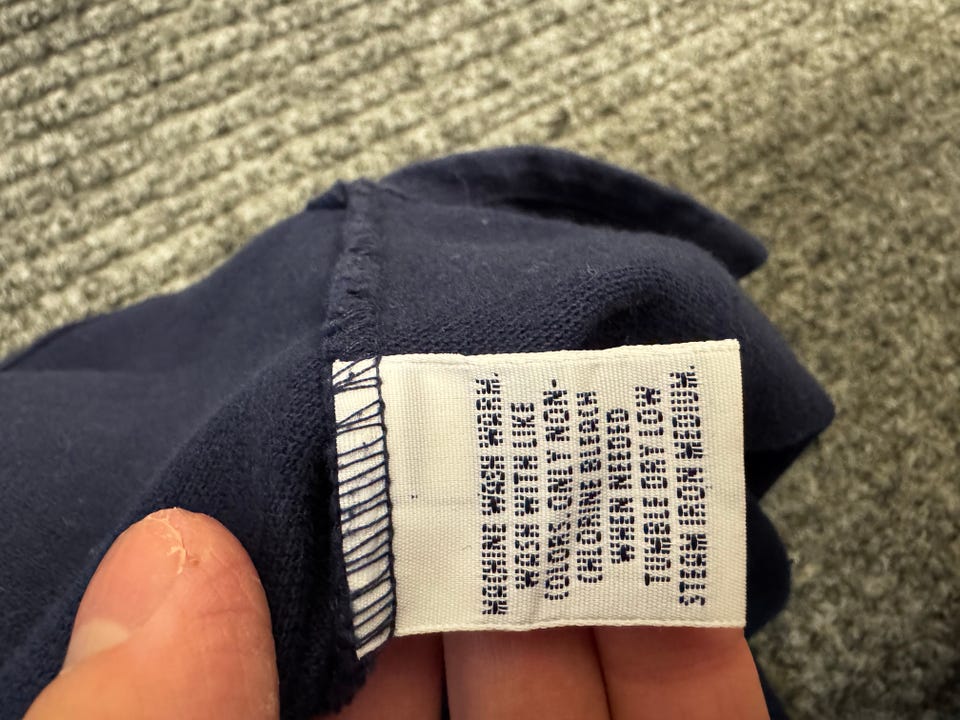 MACHINE WASH WARM.
WASH WITH LIKE
COLORS. ONLY NON-
CHLORINE BLEACH
WHEN NEEDED
TUMBLE DRY LOW
STEAM IRON MEDIUM.